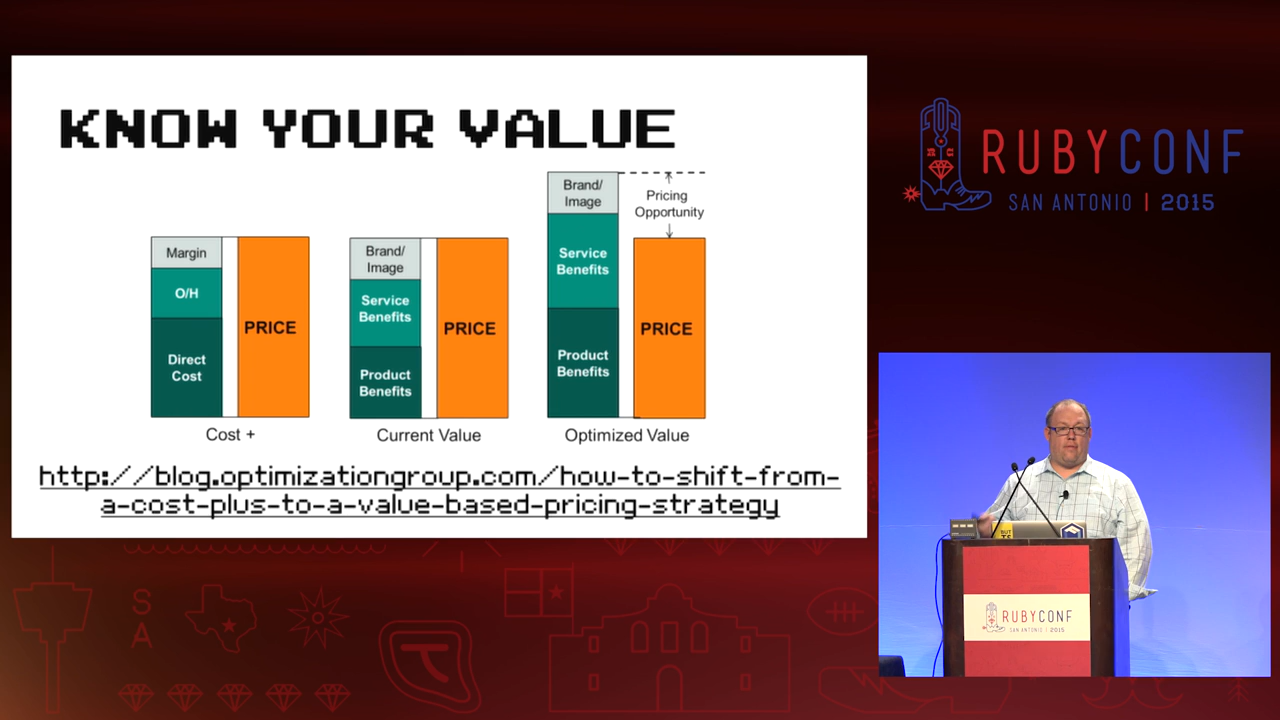 KNOW YOUR VALUE
Margin
O/H
Direct
Cost
PRICE
Cost +
Brand/
Image
Service
Benefits
Product
Benefits
PRICE
Current Value
Brand/
Image
Service
Benefits
Product
Benefits
Pricing
Opportunity
PRICE
Optimized Value
http://blog.optimizationgroup.com/how-to-shift-from-
a-cost-plus-to-a-value-based-pricing-strategy
RUBYCONF
SAN ANTONIO | 2015
RUBYCONF
SAN ANTONIO | 2015
S
A